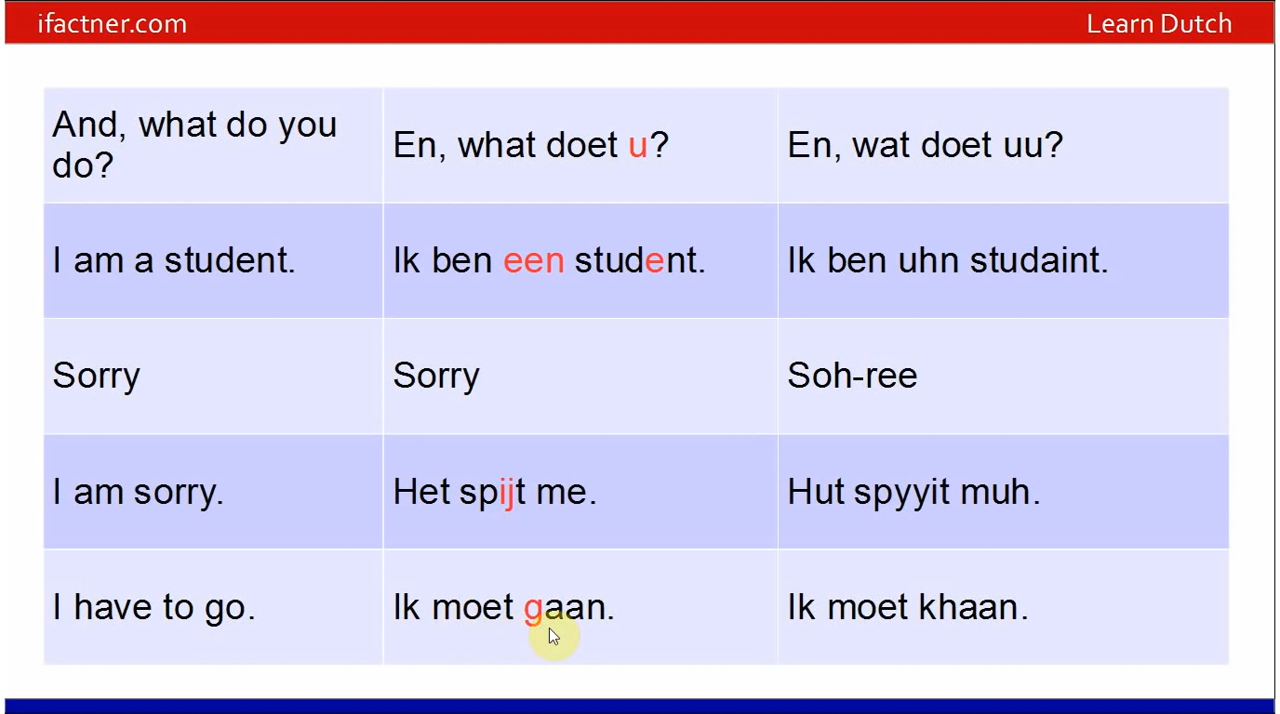 ifactner.com
Learn Dutch
And, what do you
do?
En, what doet u?
En, wat doet uu?
I am a student.
Ik ben een student.
Ik ben uhn studaint.
Sorry
Sorry
Soh-ree
I am sorry.
Het spijt me.
Hut spyyit muh.
I have to go.
Ik moet gaan.
Ik moet khaan.